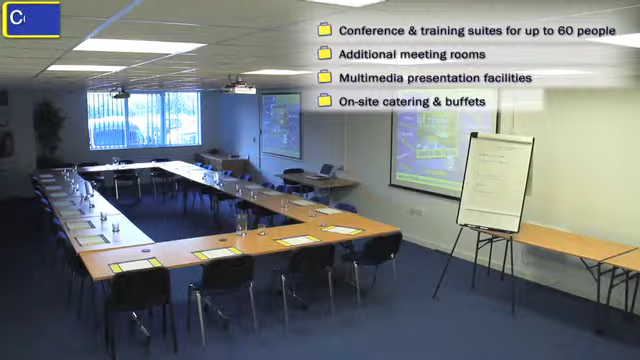 C
Conference & training suites for up to 60 people
Additional meeting rooms
Multimedia presentation facilities
On-site catering & buffets